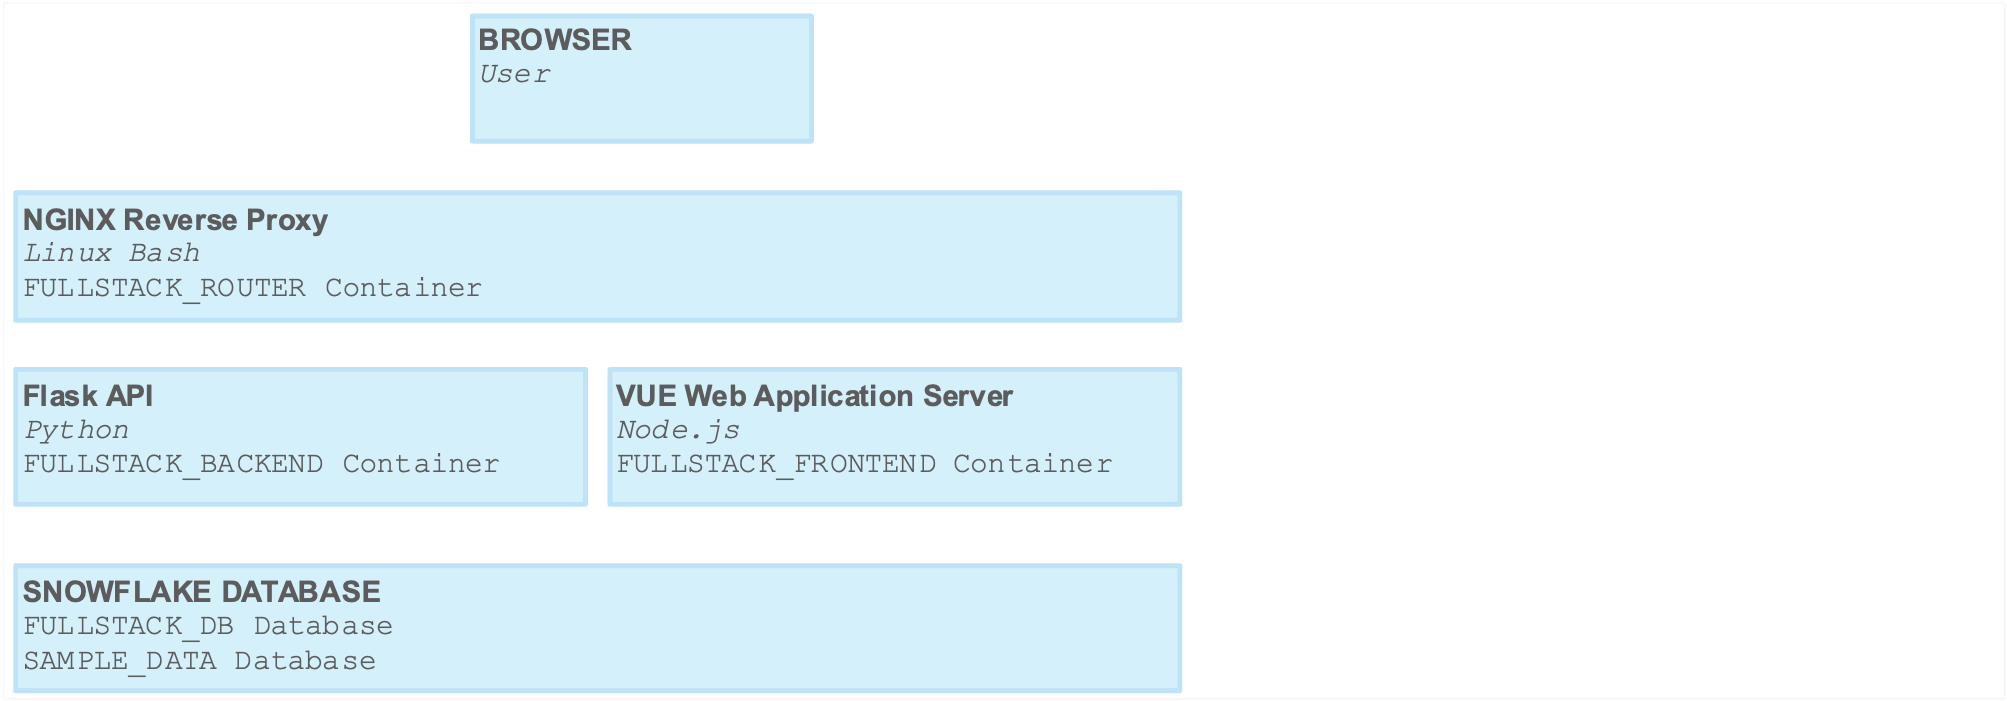 BROWSER
User
NGINX Reverse Proxy
Linux Bash
FULLSTACK_ROUTER Container
Flask API
Python
FULLSTACK_BACKEND Container
VUE Web Application Server
Node.js
FULLSTACK_FRONTEND Container
SNOWFLAKE DATABASE
FULLSTACK_DB Database
SAMPLE_DATA Database